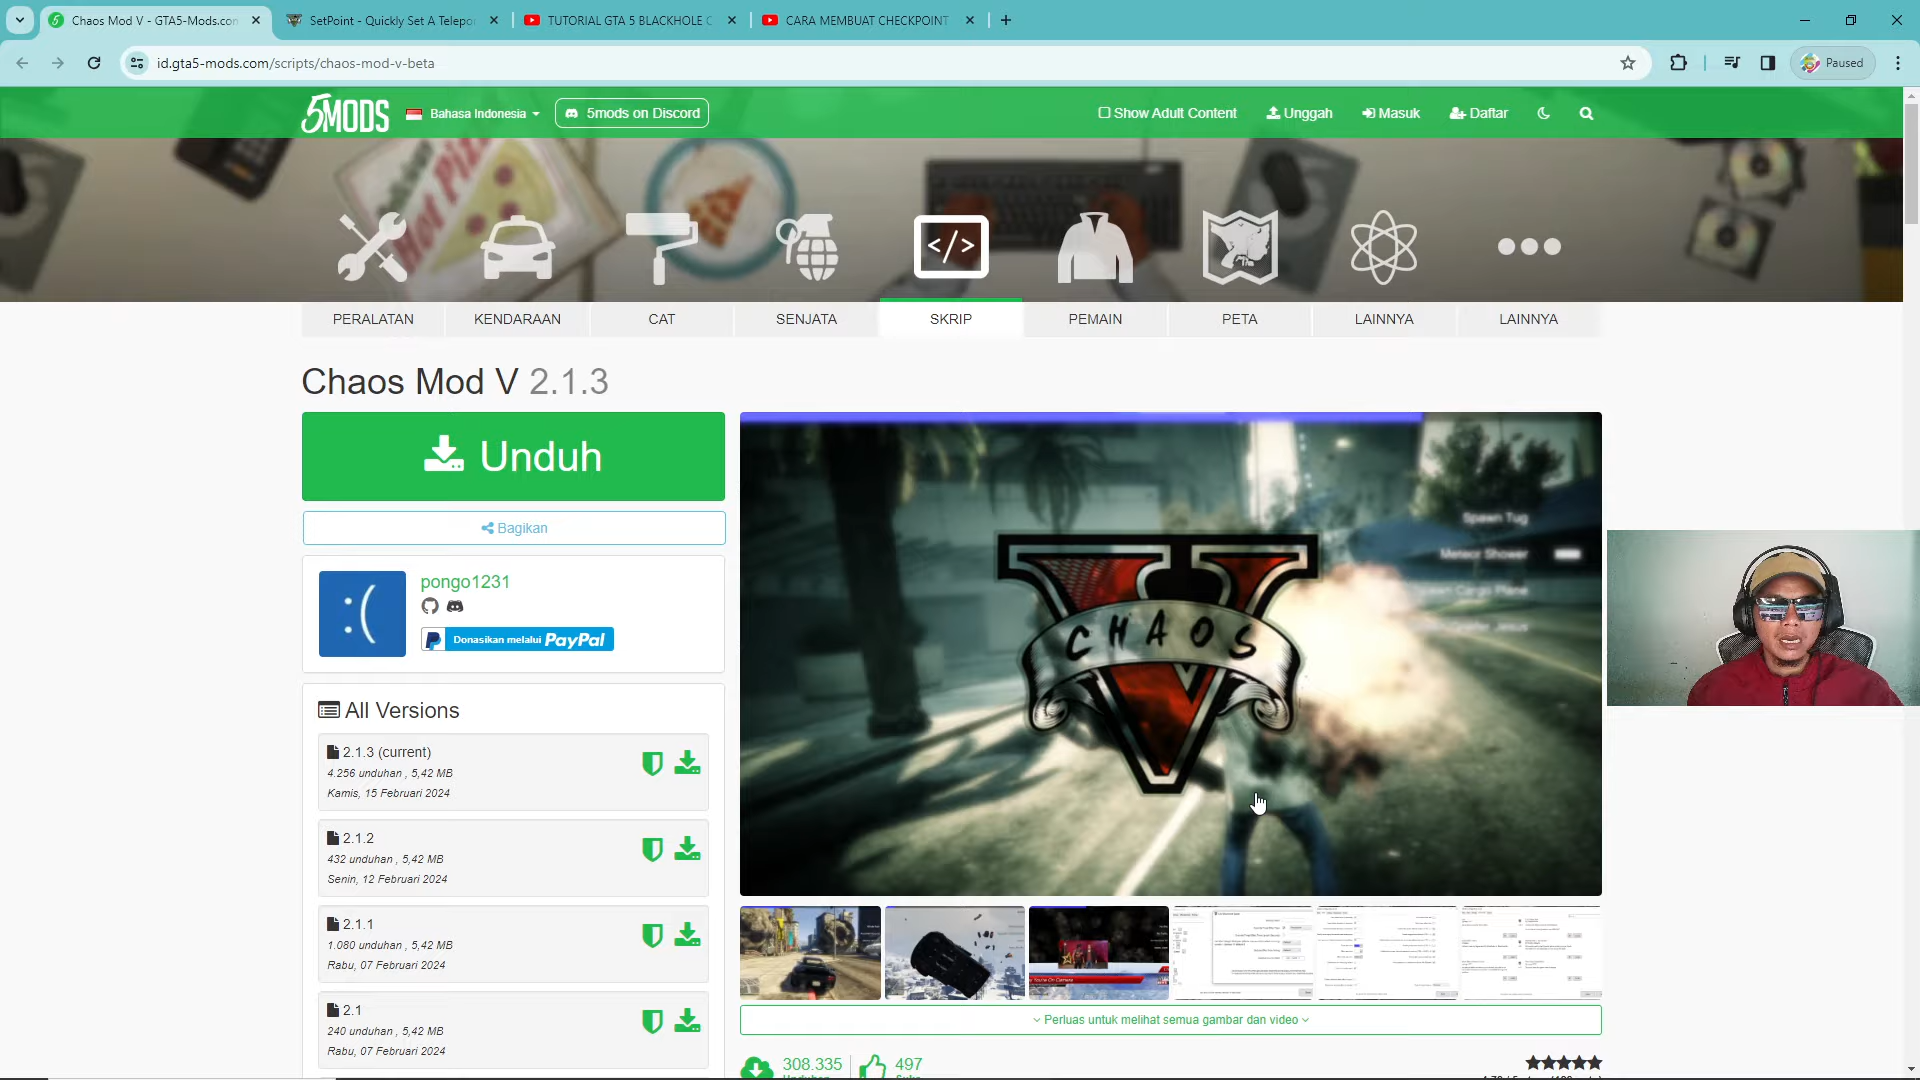 Chaos Mod V - GTA5-Mods.com
SetPoint - Quickly Set A Telepo
TUTORIAL GTA 5 BLACKHOLE C
CARA MEMBUAT CHECKPOINT
id.gta5-mods.com/scripts/chaos-mod-v-beta
Paused
5MODS
Bahasa Indonesia
5mods on Discord
Show Adult Content
Unggah
Masuk
Daftar
PERALATAN
KENDARAAN
CAT
SENJATA
SKRIP
PEMAIN
PETA
LAINNYA
LAINNYA
Chaos Mod V 2.1.3
Unduh
Bagikan
pongo1231
Donasikan melalui PayPal
All Versions
2.1.3 (current)
4.256 unduhan , 5,42 MB
Kamis, 15 Februari 2024
2.1.2
432 unduhan , 5,42 MB
Senin, 12 Februari 2024
2.1.1
1.080 unduhan , 5,42 MB
Rabu, 07 Februari 2024
2.1
240 unduhan , 5,42 MB
Rabu, 07 Februari 2024
Spawn Tug
Meteor Shower
Spawn Cargo Plane
CHAOS
Perluas untuk melihat semua gambar dan video
308.335
497